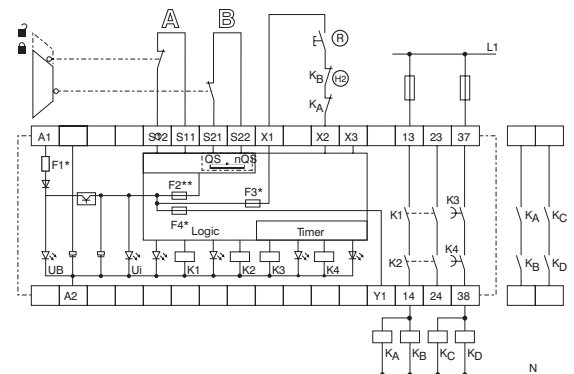 A
B
R
L1
KB
H2
KA
A1
S12
S11
S21
S22
X1
X2
X3
13
23
37
F1*
QS
nQS
F2**
F3*
F4*
K1
K3
KA
KC
Logic
Timer
K2
K4
KB
KD
UB
Ui
K1
K2
K3
K4
A2
Y1
14
24
38
KA
KB
KC
KD
N